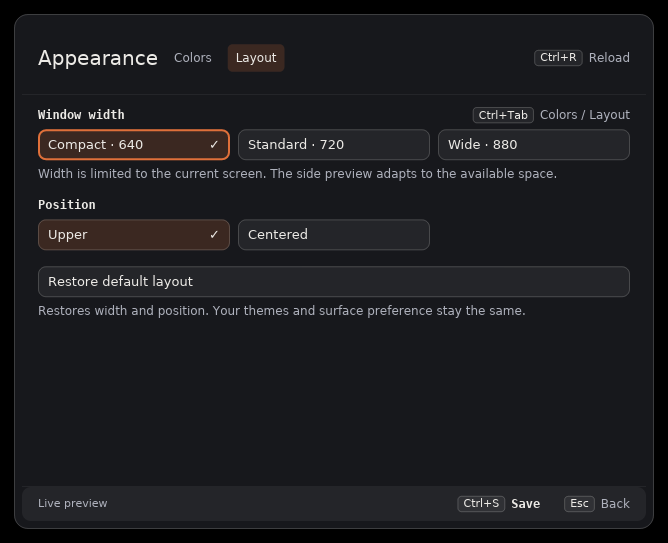 Appearance Colors Layout Ctrl+R Reload
Window width Ctrl+Tab Colors / Layout
Compact · 640 ✓ Standard · 720 Wide · 880
Width is limited to the current screen. The side preview adapts to the available space.
Position
Upper ✓ Centered
Restore default layout
Restores width and position. Your themes and surface preference stay the same.
Live preview Ctrl+S Save Esc Back